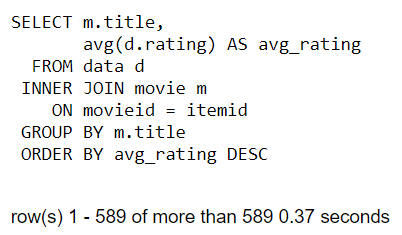 SELECT m.title,
avg(d.rating) AS avg_rating
FROM data d
INNER JOIN movie m
ON movieid = itemid
GROUP BY m.title
ORDER BY avg_rating DESC
row(s) 1 - 589 of more than 589 0.37 seconds